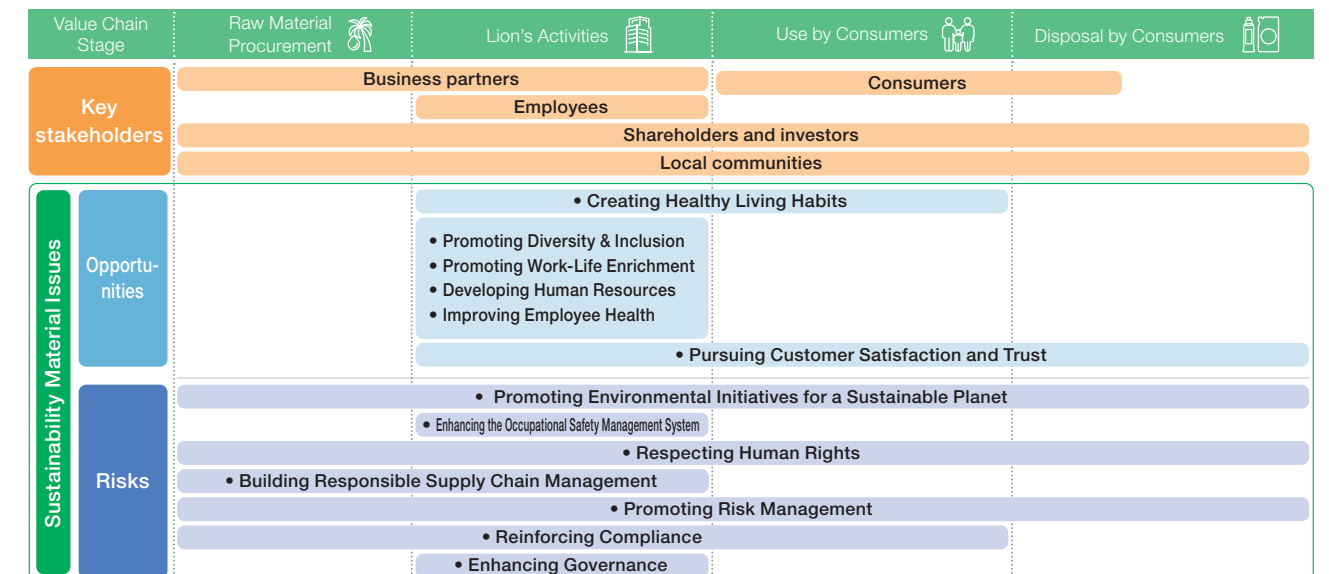 Value Chain
Stage
Raw Material
Procurement
Lion's Activities
Use by Consumers
Disposal by Consumers
Key
stakeholders
Business partners
Consumers
Employees
Shareholders and investors
Local communities
Sustainability Material Issues
Opportu-
nities
• Creating Healthy Living Habits
• Promoting Diversity & Inclusion
• Promoting Work-Life Enrichment
• Developing Human Resources
• Improving Employee Health
• Pursuing Customer Satisfaction and Trust
Risks
• Promoting Environmental Initiatives for a Sustainable Planet
• Enhancing the Occupational Safety Management System
• Respecting Human Rights
• Building Responsible Supply Chain Management
• Promoting Risk Management
• Reinforcing Compliance
• Enhancing Governance